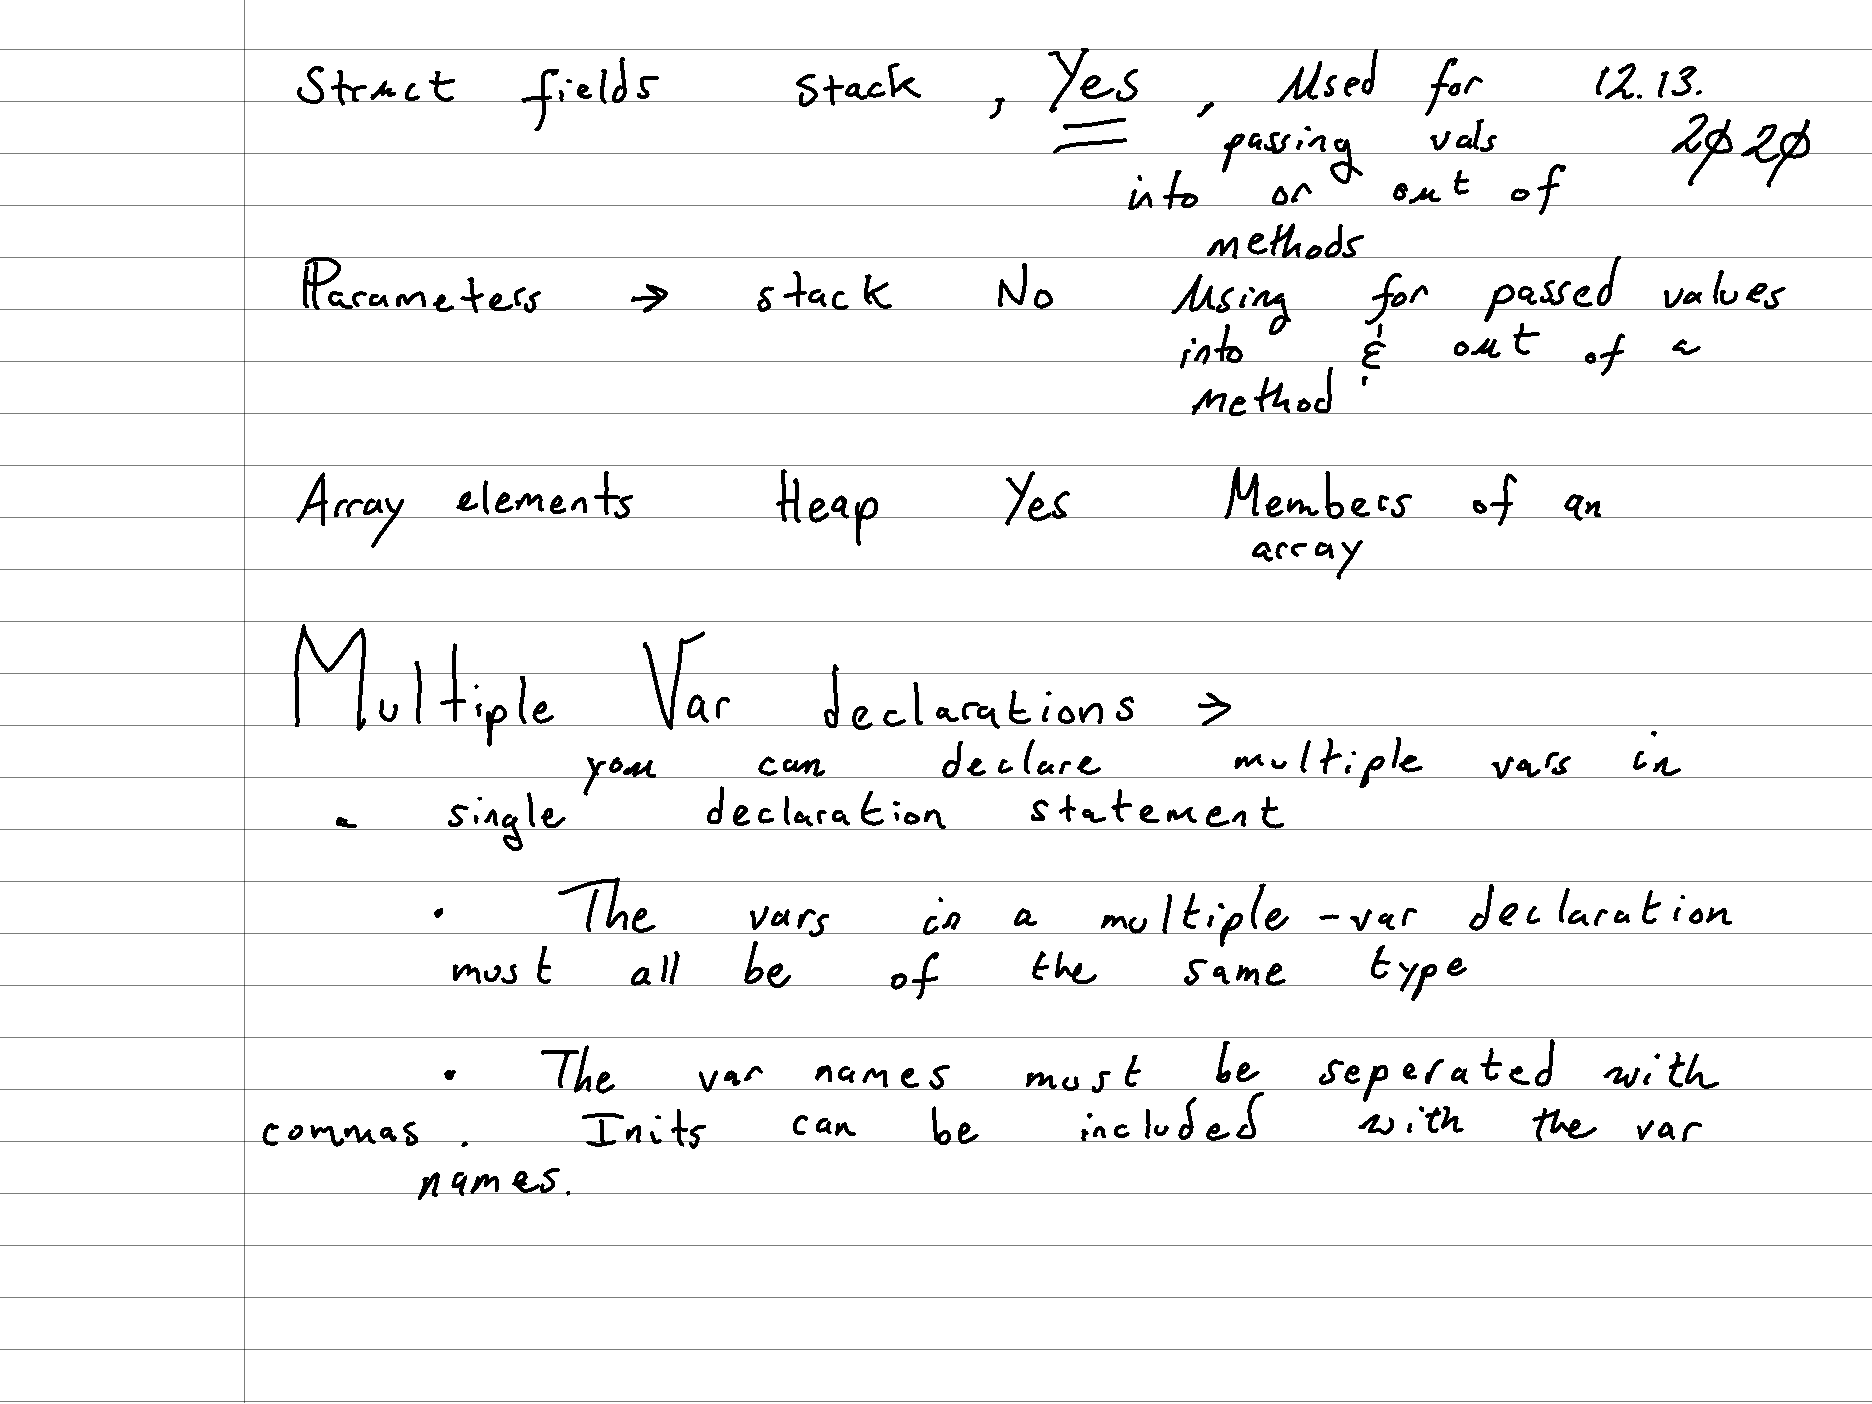 Struct fields stack , Yes , Used for 12.13.
passing vals 2020
into or out of
methods
Parameters → stack No Using for passed values
into & out of a
method
Array elements Heap Yes Members of an
array
Multiple Var declarations →
you can declare multiple vars in
a single declaration statement
• The vars in a multiple-var declaration
must all be of the same type
• The var names must be seperated with
commas. Inits can be included with the var
names.